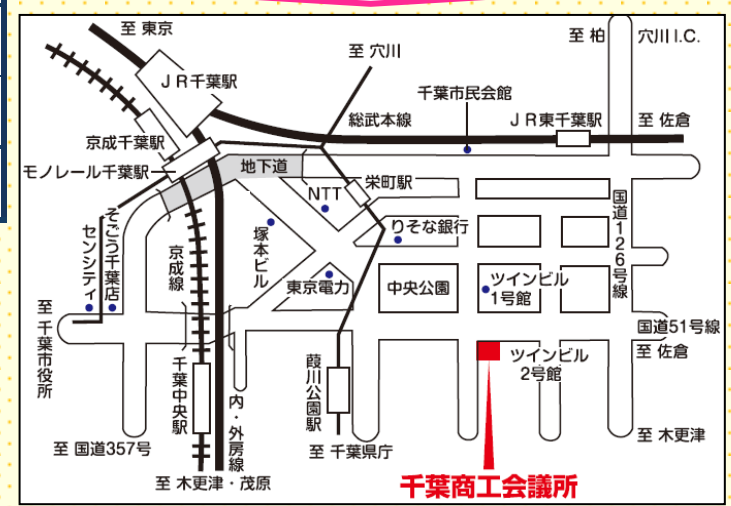 至 東京
至 柏
穴川 I.C.
至 穴川
JR千葉駅
千葉市民会館
総武本線
JR東千葉駅
至 佐倉
京成千葉駅
モノレール千葉駅
地下道
栄町駅
NTT
国道126号線
そごう千葉店
センシティ
京成線
塚本ビル
りそな銀行
東京電力
中央公園
ツインビル
1号館
至 千葉市役所
国道51号線
至 佐倉
ツインビル
2号館
千葉中央駅
葭川公園駅
内・外房線
至 国道357号
至 千葉県庁
至 木更津
至 木更津・茂原
千葉商工会議所